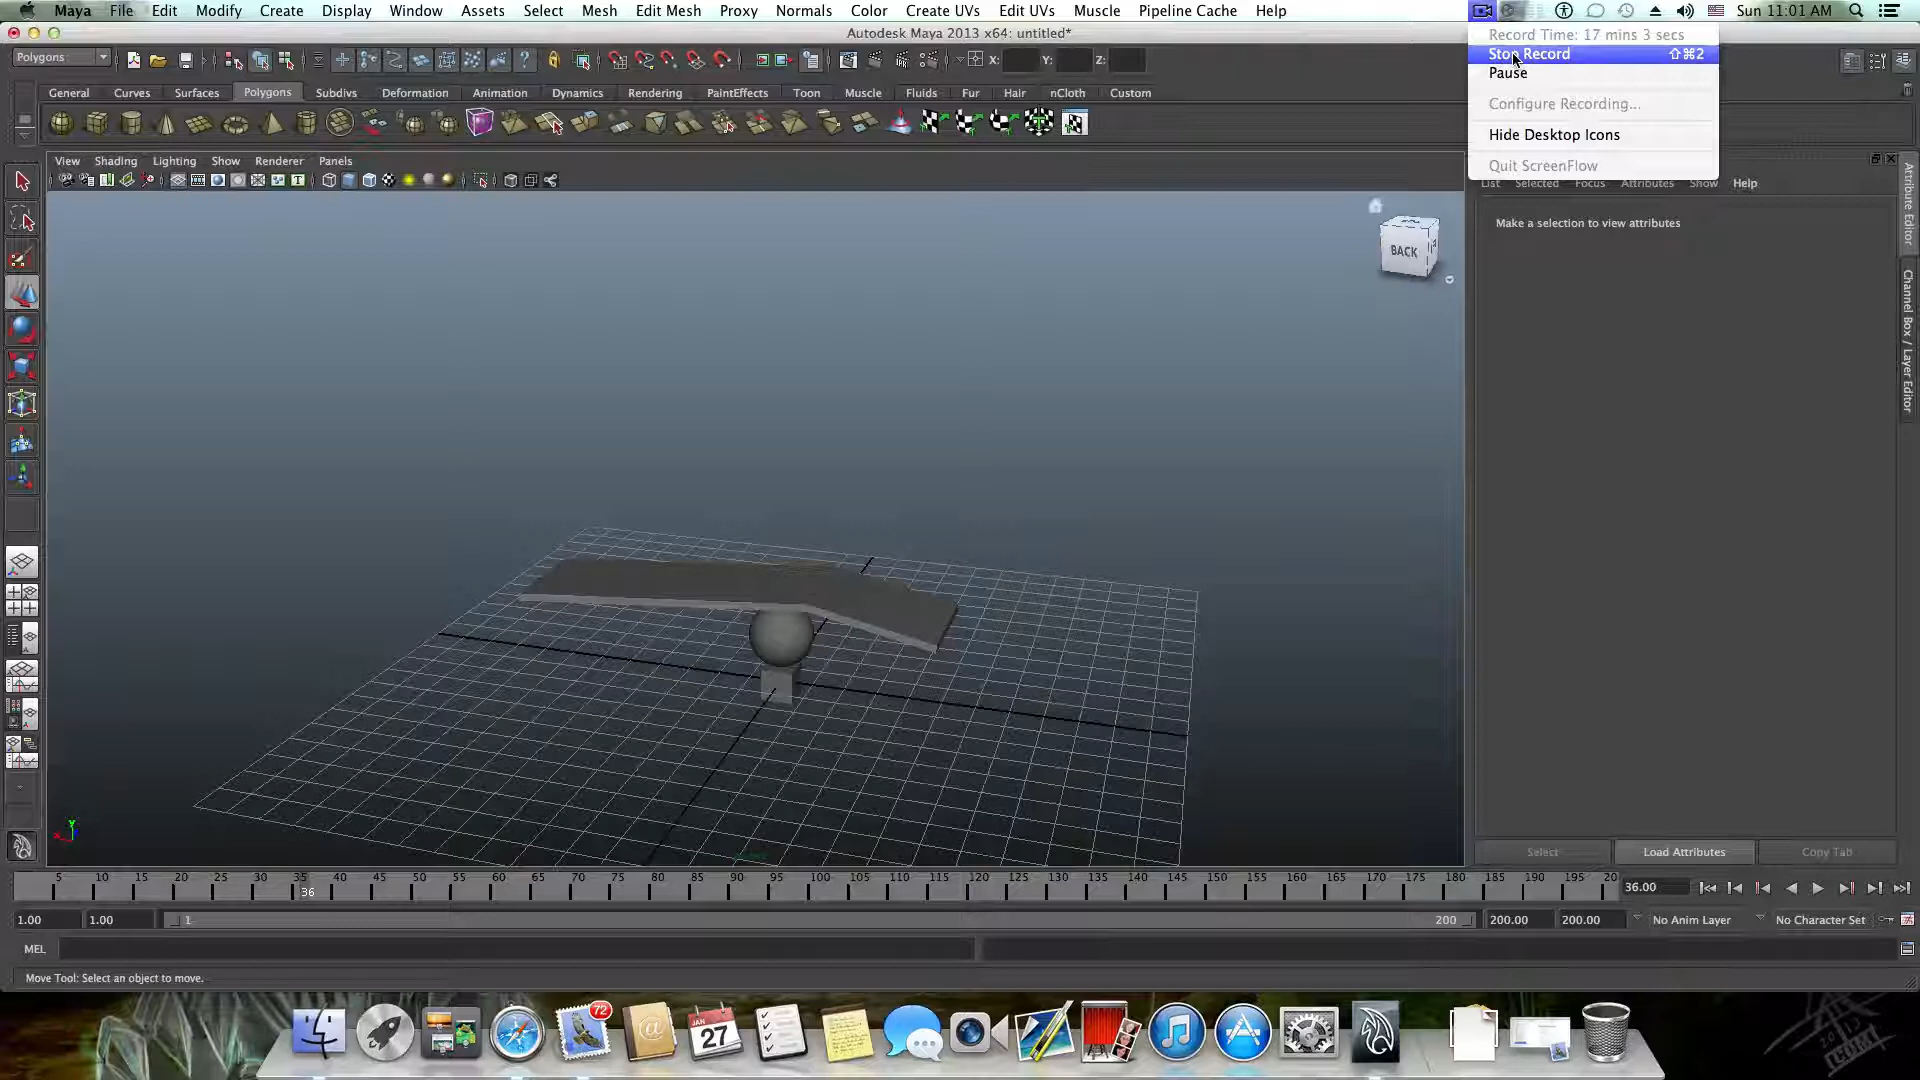 Maya File Edit Modify Create Display Window Assets Select Mesh Edit Mesh Proxy Normals Color Create UVs Edit UVs Muscle Pipeline Cache Help Sun 11:01 AM
Autodesk Maya 2013 x64: untitled*
Record Time: 17 mins 3 secs
Stop Record ⇧⌘2
Pause
Configure Recording...
Hide Desktop Icons
Quit ScreenFlow
Polygons X: Y: Z:
General Curves Surfaces Polygons Subdivs Deformation Animation Dynamics Rendering PaintEffects Toon Muscle Fluids Fur Hair nCloth Custom
View Shading Lighting Show Renderer Panels
List Selected Focus Attributes Show Help
Make a selection to view attributes
Attribute Editor
Channel Box / Layer Editor
BACK
Y
X
Select Load Attributes Copy Tab
5 10 15 20 25 30 35 40 45 50 55 60 65 70 75 80 85 90 95 100 105 110 115 120 125 130 135 140 145 150 155 160 165 170 175 180 185 190 195 20
36 36.00
1.00 1.00 1 200 200.00 200.00 No Anim Layer No Character Set
MEL
Move Tool: Select an object to move.
72
JAN
27